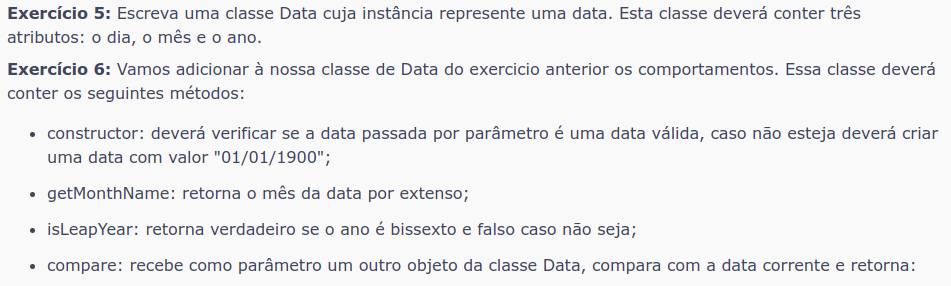 Exercício 5: Escreva uma classe Data cuja instância represente uma data. Esta classe deverá conter três
atributos: o dia, o mês e o ano.
Exercício 6: Vamos adicionar à nossa classe de Data do exercicio anterior os comportamentos. Essa classe deverá
conter os seguintes métodos:
• constructor: deverá verificar se a data passada por parâmetro é uma data válida, caso não esteja deverá criar
uma data com valor "01/01/1900";
• getMonthName: retorna o mês da data por extenso;
• isLeapYear: retorna verdadeiro se o ano é bissexto e falso caso não seja;
• compare: recebe como parâmetro um outro objeto da classe Data, compara com a data corrente e retorna: